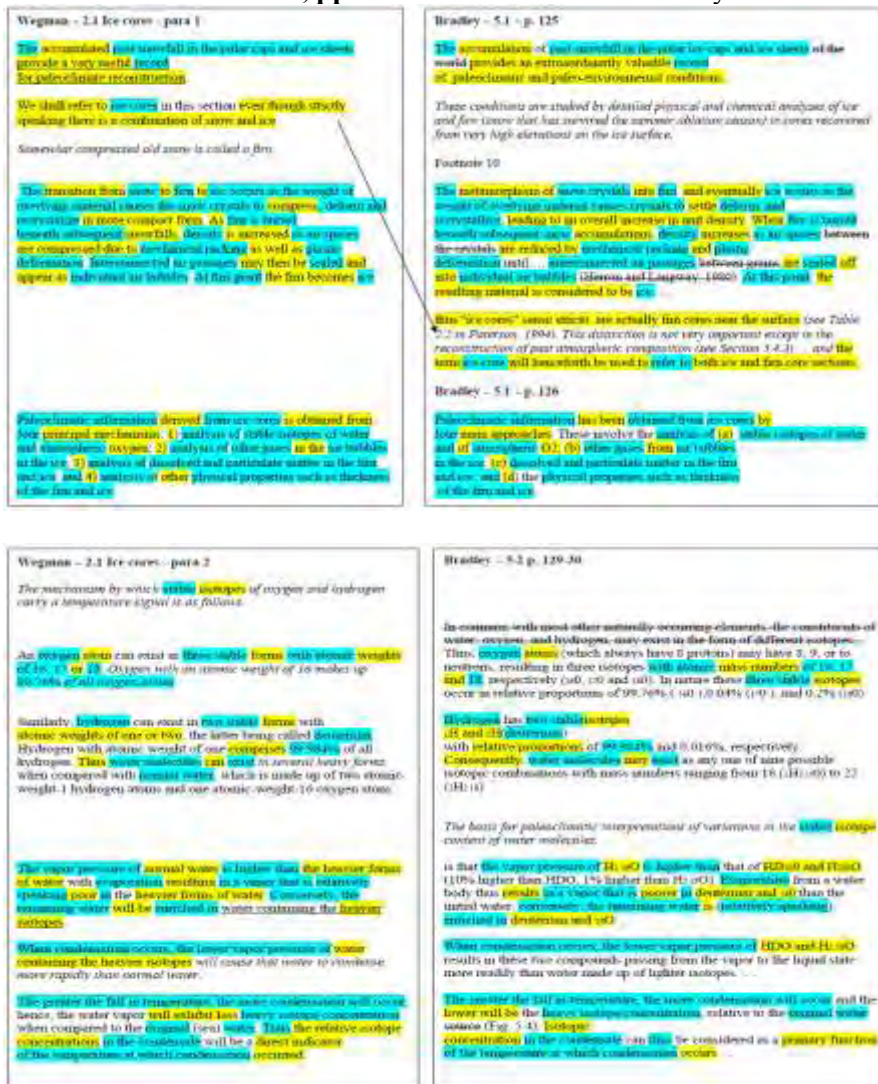 Wegman – 2.1 Ice cores - para 1
The accumulated past snowfall in the polar caps and ice sheets
provide a very useful record
for paleoclimate reconstruction.
We shall refer to ice cores in this section even though strictly
speaking there is a combination of snow and ice
Somewhat compressed old snow is called a firn.
The transition from snow to firn to ice occurs as the weight of
overlying material causes the snow crystals to compress, deform and
recrystallize in more compact form. As firn is buried
beneath subsequent snowfalls, density is increased as air spaces
are compressed due to mechanical packing as well as plastic
deformation. Interconnected air passages may then be sealed and
appear as individual air bubbles. At this point the firn becomes ice
Paleoclimatic information derived from ice cores is obtained from
four principal mechanisms: 1) analysis of stable isotopes of water
and atmospheric oxygen; 2) analysis of other gases in the air bubbles
in the ice; 3) analysis of dissolved and particulate matter in the firn
and ice; and 4) analysis of other physical properties such as thickness
of the firn and ice
Bradley – 5.1 – p. 125
The accumulation of past snowfall in the polar ice caps and ice sheets of the
world provides an extraordinarily valuable record
of paleoclimatic and paleo-environmental conditions.
These conditions are studied by detailed physical and chemical analyses of ice
and firn (snow that has survived the summer ablation season) in cores recovered
from very high elevations on the ice surface.
Footnote 10
The metamorphism of snow crystals into firn, and eventually ice occurs as the
weight of overlying material causes crystals to settle, deform and
recrystallize, leading to an overall increase in unit density. When firn is buried
beneath subsequent snow accumulations, density increases as air spaces between
the crystals are reduced by mechanical packing and plastic
deformation until ... interconnected air passages between grains are sealed off
into individual air bubbles (Herron and Langway, 1980). At this point, the
resulting material is considered to be ice.
thus "ice cores" sensu stricto are actually firn cores near the surface (see Table
2.2 in Paterson, 1994). This distinction is not very important except in the
reconstruction of past atmospheric composition (see Section 5.4.3) ... and the
term ice core will henceforth be used to refer to both ice and firn core sections.
Bradley – 5.1 – p. 126
Paleoclimatic information has been obtained from ice cores by
four main approaches. These involve the analysis of (a) stable isotopes of water
and of atmospheric O2; (b) other gases from air bubbles
in the ice; (c) dissolved and particulate matter in the firn
and ice; and (d) the physical properties such as thickness
of the firn and ice
Wegman – 2.1 Ice cores - para 2
The mechanism by which stable isotopes of oxygen and hydrogen
carry a temperature signal is as follows.
An oxygen atom can exist in three stable forms with atomic weights
of 16, 17 or 18. Oxygen with an atomic weight of 16 makes up
99.76% of all oxygen atoms
Similarly, hydrogen can exist in two stable forms with
atomic weights of one or two, the latter being called deuterium.
Hydrogen with atomic weight of one comprises 99.984% of all
hydrogen. Thus water molecules can exist in several heavy forms
when compared with normal water, which is made up of two atomic-
weight-1 hydrogen atoms and one atomic-weight-16 oxygen atom.
The vapor pressure of normal water is higher than the heavier forms
of water with evaporation resulting in a vapor that is relatively
speaking poor in the heavier forms of water. Conversely, the
remaining water will be enriched in water containing the heavier
isotopes.
When condensation occurs, the lower vapor pressure of water
containing the heavier isotopes will cause that water to condense
more rapidly than normal water.
The greater the fall in temperature, the more condensation will occur
hence, the water vapor will exhibit less heavy isotope concentration
when compared to the original (sea) water. Thus the relative isotope
concentrations in the condensate will be a direct indicator
of the temperature at which condensation occurred.
Bradley – 5.2 p. 129-30
In common with most other naturally occurring elements, the constituents of
water, oxygen, and hydrogen, may exist in the form of different isotopes.
Thus, oxygen atoms (which always have 8 protons) may have 8, 9, or 10
neutrons, resulting in three isotopes with atomic mass numbers of 16, 17
and 18, respectively. In nature these three stable isotopes
occur in relative proportions of 99.76%, 0.04%, and 0.2%
Hydrogen has two stable isotopes
(deuterium)
with relative proportions of 99.984% and 0.016%, respectively.
Consequently, water molecules may exist as any one of nine possible
isotopic combinations with mass numbers ranging from 18 to 22
The basis for paleoclimatic interpretations of variations in the stable isotope
content of water molecules
is that the vapor pressure of is higher than that of
(10% higher than HDO, 1% higher than). Evaporation from a water
body thus results in a vapor that is poorer in deuterium and than the
initial water; conversely, the remaining water is (relatively speaking)
enriched in deuterium and
When condensation occurs, the lower vapor pressure of HDO and
results in these two compounds passing from the vapor to the liquid state
more readily than water made up of lighter isotopes. ...
The greater the fall in temperature, the more condensation will occur and the
lower will be the heavy isotope concentration, relative to the original water
source (Fig. 5.4). Isotopic
concentration in the condensate can thus be considered as a primary function
of the temperature at which condensation occurs